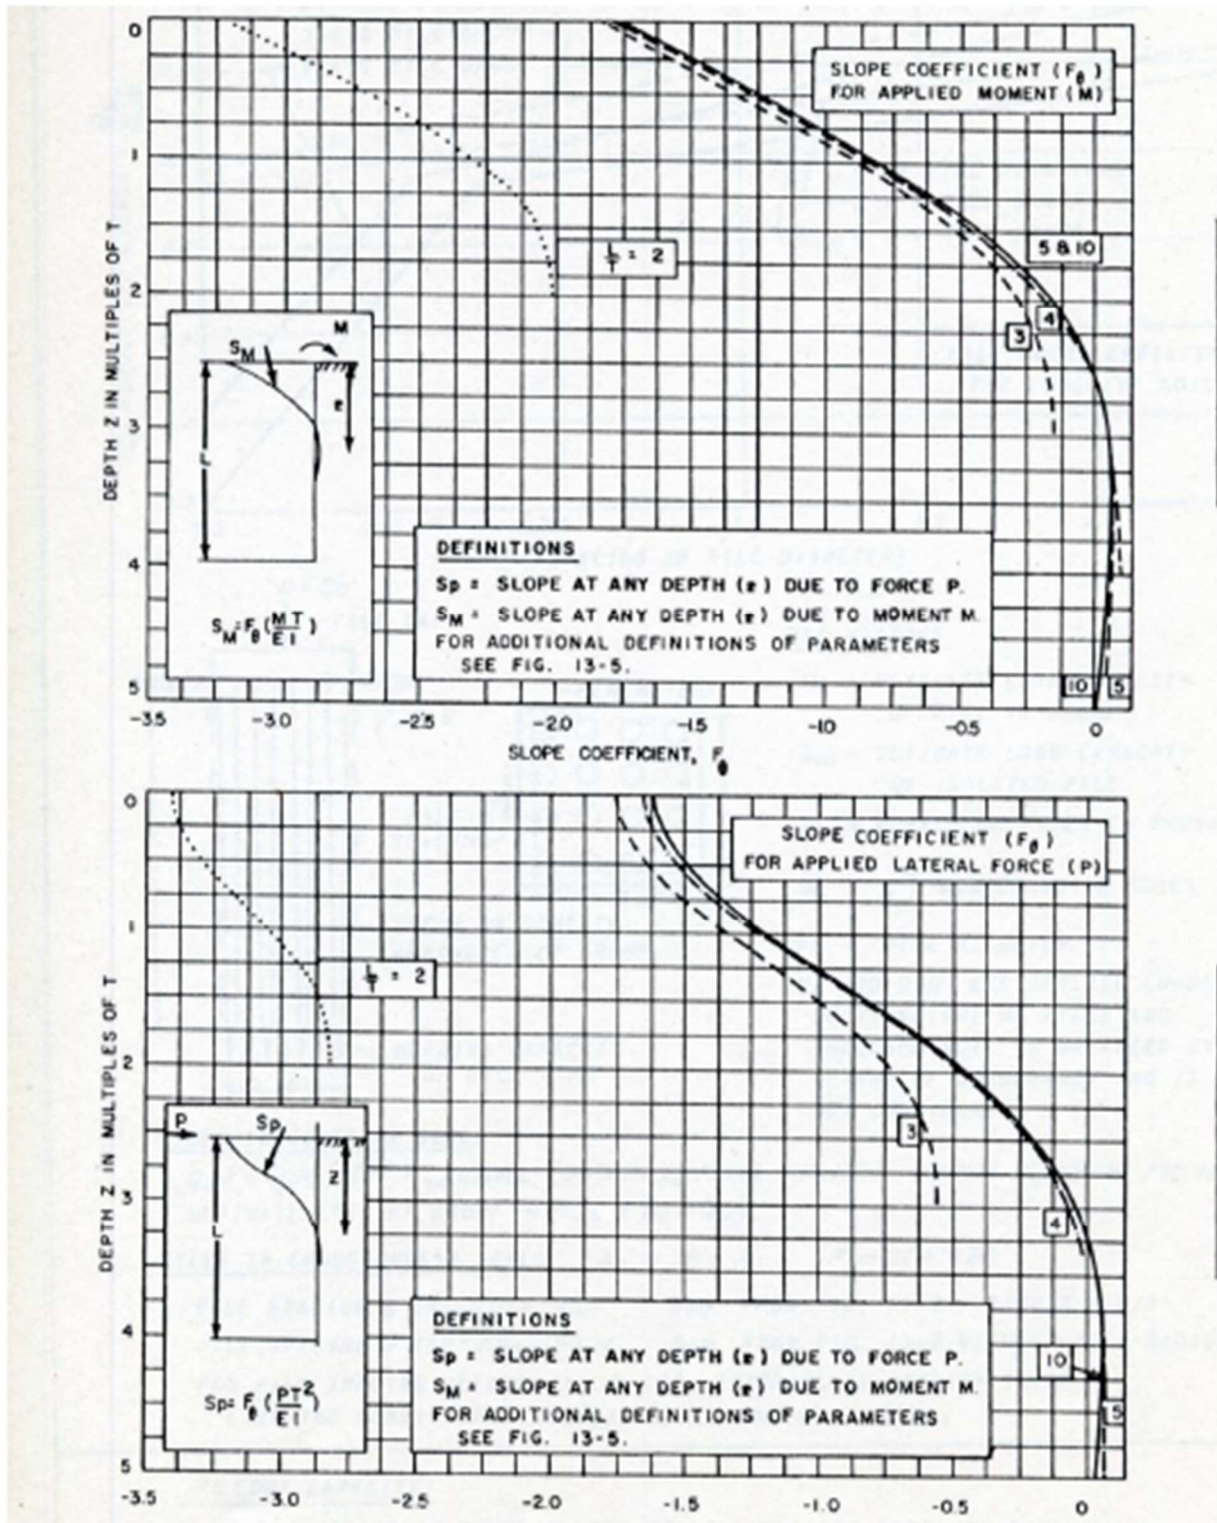 0
SLOPE COEFFICIENT (Fθ)
FOR APPLIED MOMENT (M)
1
DEPTH Z IN MULTIPLES OF T
5 & 10
= 2
2
4
3
M
SM
3
DEFINITIONS
4
Sp = SLOPE AT ANY DEPTH (z) DUE TO FORCE P.
SM = SLOPE AT ANY DEPTH (z) DUE TO MOMENT M.
FOR ADDITIONAL DEFINITIONS OF PARAMETERS
SEE FIG. 13-5.
SM=Fθ(MT/EI)
5
10
5
-3.5 -3.0 -2.5 -2.0 -1.5 -1.0 -0.5 0
SLOPE COEFFICIENT, Fθ
0
SLOPE COEFFICIENT (Fθ)
FOR APPLIED LATERAL FORCE (P)
1
= 2
DEPTH Z IN MULTIPLES OF T
2
P
Sp
3
Z
3
4
L
4
DEFINITIONS
10
Sp = SLOPE AT ANY DEPTH (z) DUE TO FORCE P.
SM = SLOPE AT ANY DEPTH (z) DUE TO MOMENT M.
5
Sp= Fθ(PT²/EI)
FOR ADDITIONAL DEFINITIONS OF PARAMETERS
SEE FIG. 13-5.
5
-3.5 -3.0 -2.5 -2.0 -1.5 -1.0 -0.5 0